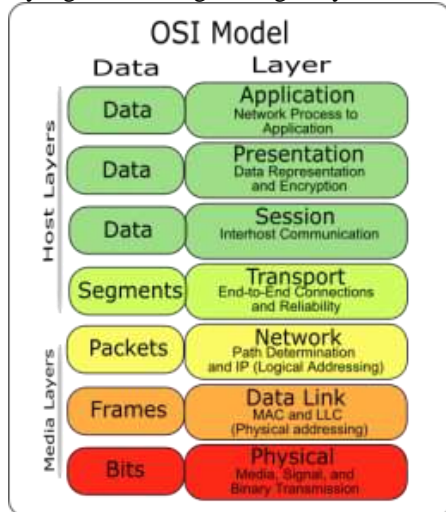 OSI Model
Data Layer
Host Layers
Data
Application
Network Process to
Application
Data
Presentation
Data Representation
and Encryption
Data
Session
Interhost Communication
Segments
Transport
End-to-End Connections
and Reliability
Media Layers
Packets
Network
Path Determination
and IP (Logical Addressing)
Frames
Data Link
MAC and LLC
(Physical addressing)
Bits
Physical
Media, Signal, and
Binary Transmission